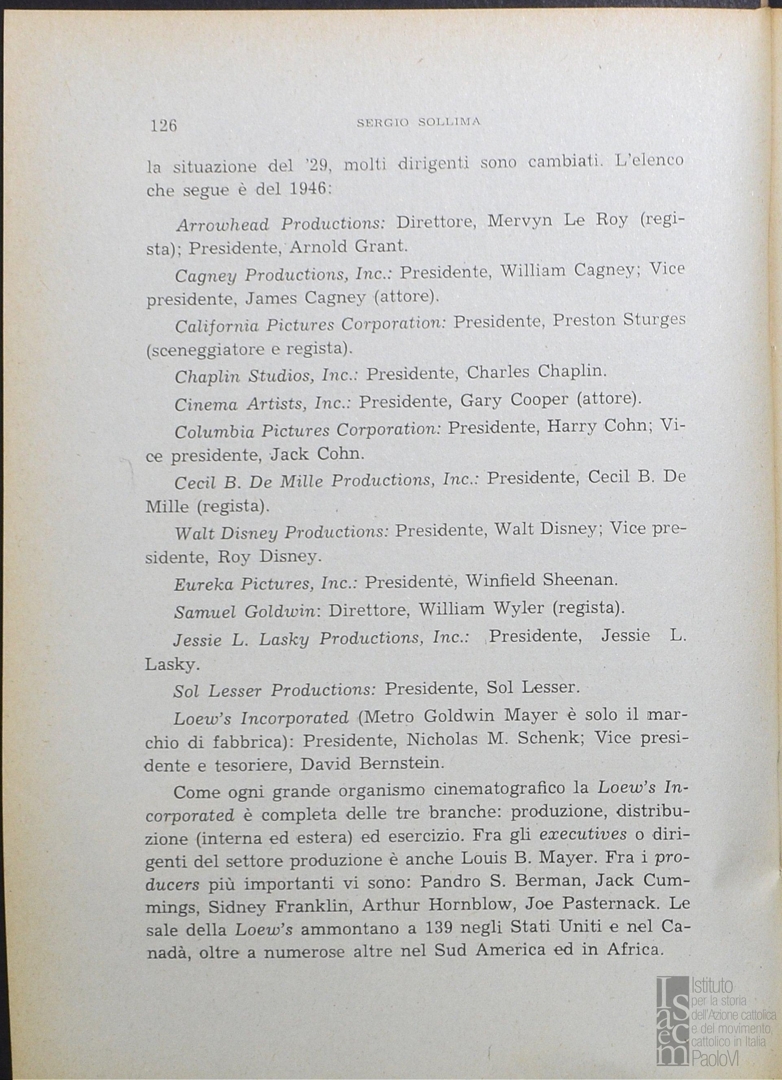 126
SERGIO SOLLIMA
la situazione del '29, molti dirigenti sono cambiati. L'elenco
che segue è del 1946:
Arrowhead Productions: Direttore, Mervyn Le Roy (regi-
sta); Presidente, Arnold Grant.
Cagney Productions, Inc.: Presidente, William Cagney; Vice
presidente, James Cagney (attore).
California Pictures Corporation: Presidente, Preston Sturges
(sceneggiatore e regista).
Chaplin Studios, Inc.: Presidente, Charles Chaplin.
Cinema Artists, Inc.: Presidente, Gary Cooper (attore).
Columbia Pictures Corporation: Presidente, Harry Cohn; Vi-
ce presidente, Jack Cohn.
Cecil B. De Mille Productions, Inc.: Presidente, Cecil B. De
Mille (regista).
Walt Disney Productions: Presidente, Walt Disney; Vice pre-
sidente, Roy Disney.
Eureka Pictures, Inc.: Presidente, Winfield Sheenan.
Samuel Goldwin: Direttore, William Wyler (regista).
Jessie L. Lasky Productions, Inc.: Presidente, Jessie L.
Lasky.
Sol Lesser Productions: Presidente, Sol Lesser.
Loew's Incorporated (Metro Goldwin Mayer è solo il mar-
chio di fabbrica): Presidente, Nicholas M. Schenk; Vice presi-
dente e tesoriere, David Bernstein.
Come ogni grande organismo cinematografico la Loew's In-
corporated è completa delle tre branche: produzione, distribu-
zione (interna ed estera) ed esercizio. Fra gli executives o diri-
genti del settore produzione è anche Louis B. Mayer. Fra i pro-
ducers più importanti vi sono: Pandro S. Berman, Jack Cum-
mings, Sidney Franklin, Arthur Hornblow, Joe Pasternack. Le
sale della Loew's ammontano a 139 negli Stati Uniti e nel Ca-
nadà, oltre a numerose altre nel Sud America ed in Africa.
Isacem
Istituto
per la storia
dell'Azione cattolica
e del movimento
cattolico in Italia
PaoloVI